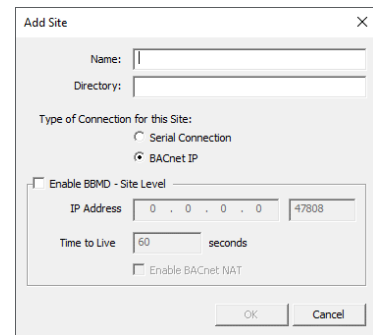 Add Site
Name:
Directory:
Type of Connection for this Site:
Serial Connection
BACnet IP
Enable BBMD - Site Level
IP Address 0 . 0 . 0 . 0 47808
Time to Live 60 seconds
Enable BACnet NAT
OK Cancel